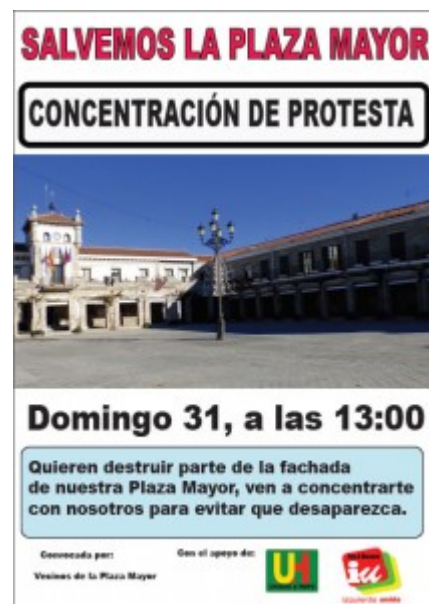 SALVEMOS LA PLAZA MAYOR
CONCENTRACIÓN DE PROTESTA
Domingo 31, a las 13:00
Quieren destruir parte de la fachada
de nuestra Plaza Mayor, ven a concentrarte
con nosotros para evitar que desaparezca.
Convocada por:
Con el apoyo de:
Vecinos de la Plaza Mayor
UH
iu
izquierda unida